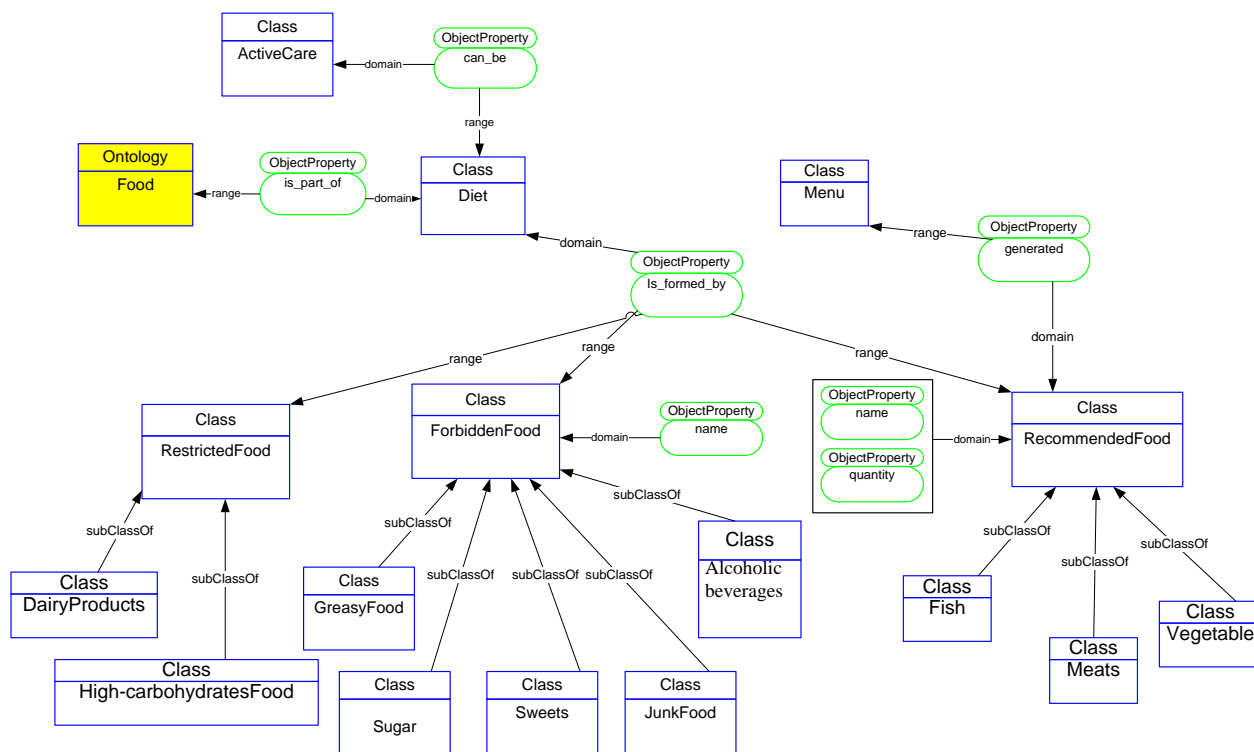 Class
ActiveCare
domain
ObjectProperty
can_be
range
Ontology
Food
range
ObjectProperty
is_part_of
domain
Class
Diet
domain
Class
Menu
range
ObjectProperty
generated
domain
ObjectProperty
Is_formed_by
range
range
range
Class
RestrictedFood
Class
ForbiddenFood
domain
ObjectProperty
name
ObjectProperty
name
ObjectProperty
quantity
domain
Class
RecommendedFood
subClassOf
subClassOf
subClassOf
subClassOf
subClassOf
subClassOf
subClassOf
subClassOf
subClassOf
subClassOf
Class
DairyProducts
Class
High-carbohydratesFood
Class
GreasyFood
Class
Sugar
Class
Sweets
Class
JunkFood
Class
Alcoholic
beverages
Class
Fish
Class
Meats
Class
Vegetable